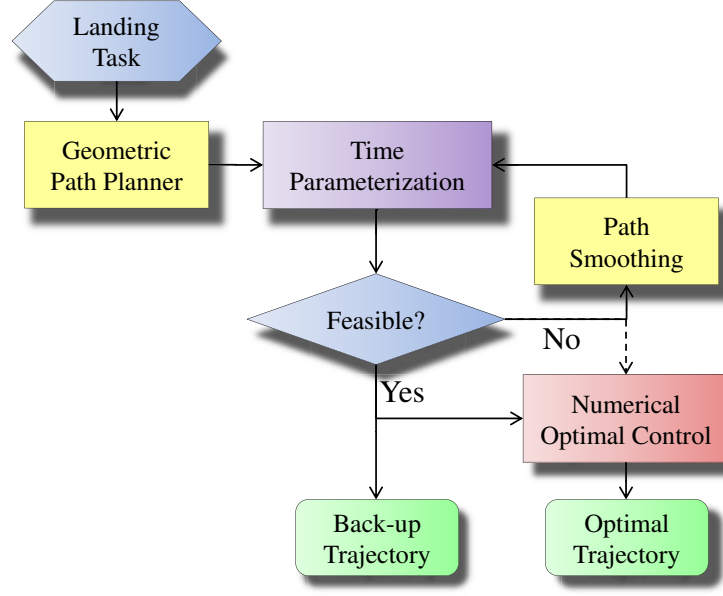 Landing
Task
Geometric
Path Planner
Time
Parameterization
Path
Smoothing
Feasible?
No
Yes
Numerical
Optimal Control
Back-up
Trajectory
Optimal
Trajectory